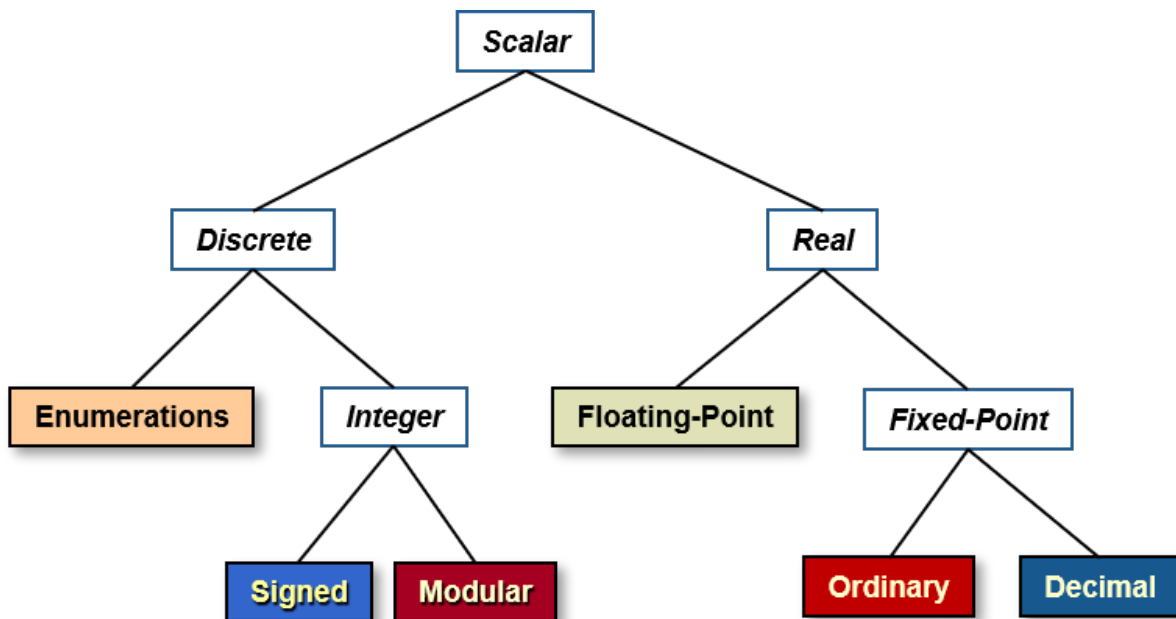 Scalar
Discrete
Real
Enumerations
Integer
Floating-Point
Fixed-Point
Signed
Modular
Ordinary
Decimal